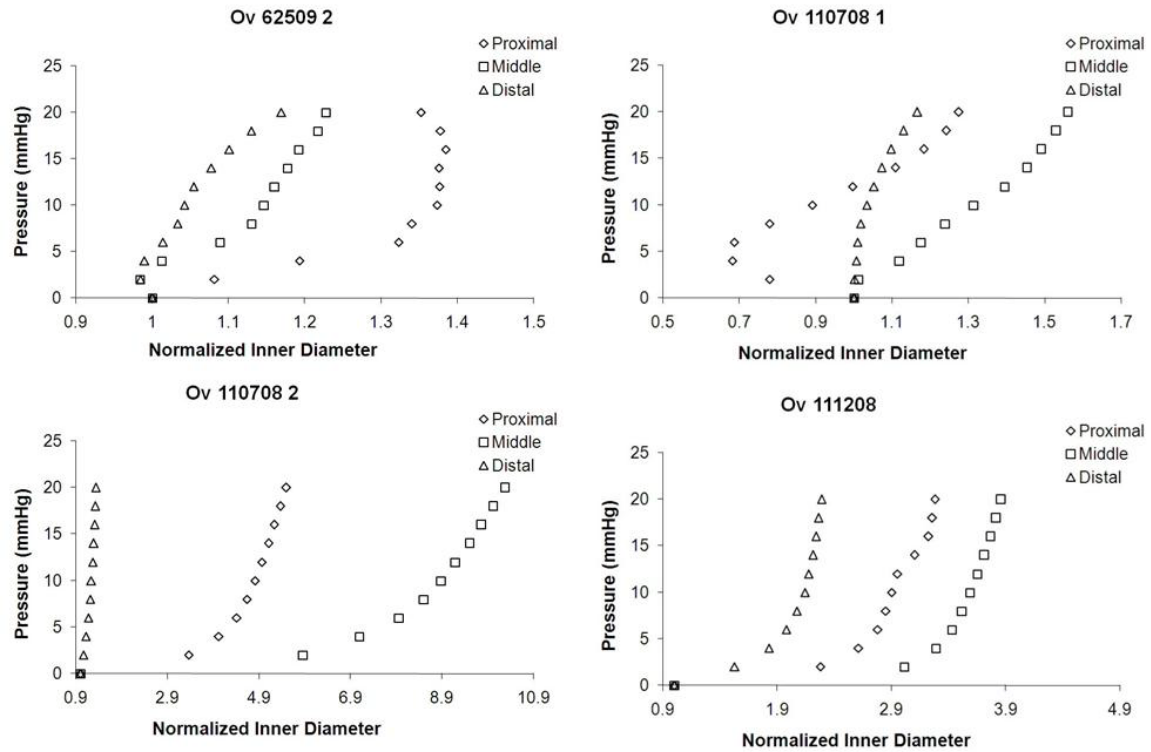 Ov 62509 2
Proximal
Middle
Distal
Pressure (mmHg)
25
20
15
10
5
0
0.9 1 1.1 1.2 1.3 1.4 1.5
Normalized Inner Diameter
Ov 110708 1
Proximal
Middle
Distal
Pressure (mmHg)
25
20
15
10
5
0
0.5 0.7 0.9 1.1 1.3 1.5 1.7
Normalized Inner Diameter
Ov 110708 2
Proximal
Middle
Distal
Pressure (mmHg)
25
20
15
10
5
0
0.9 2.9 4.9 6.9 8.9 10.9
Normalized Inner Diameter
Ov 111208
Proximal
Middle
Distal
Pressure (mmHg)
25
20
15
10
5
0
0.9 1.9 2.9 3.9 4.9
Normalized Inner Diameter